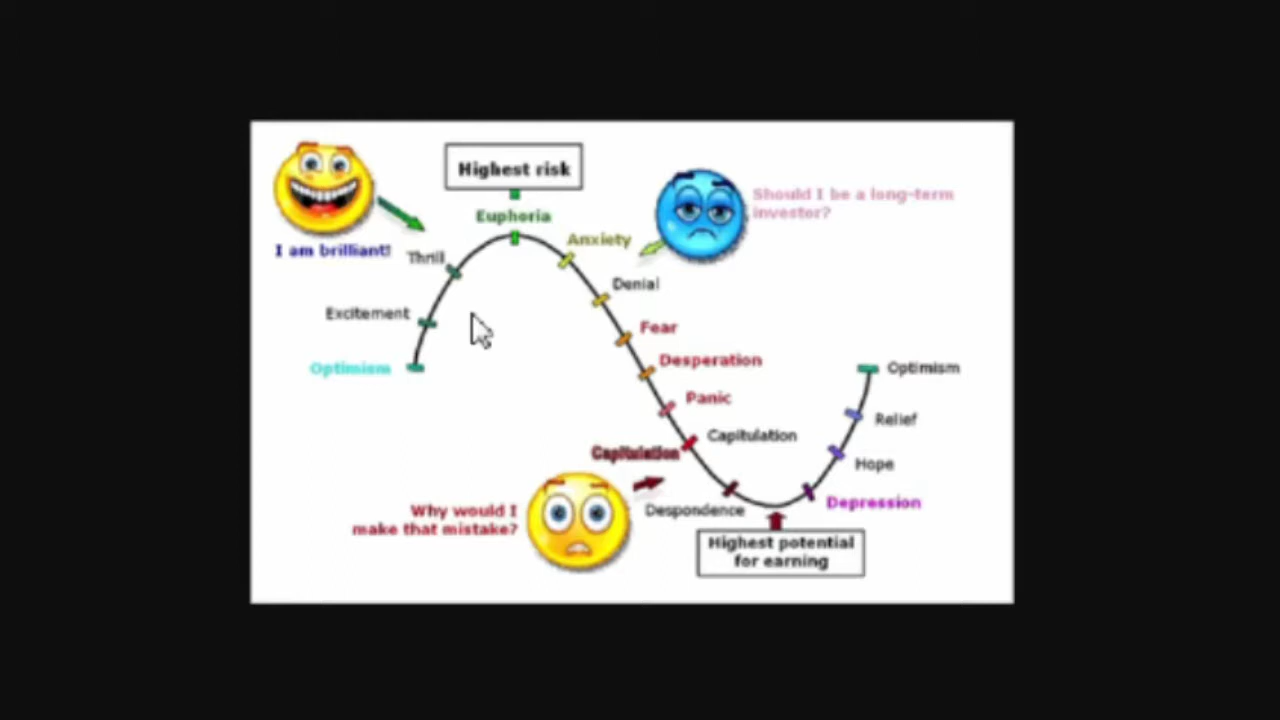 Highest risk
Euphoria
I am brilliant!
Thrill
Excitement
Optimism
Anxiety
Should I be a long-term
investor?
Denial
Fear
Desperation
Panic
Capitulation
Capitulation
Why would I
make that mistake?
Despondence
Highest potential
for earning
Depression
Hope
Relief
Optimism